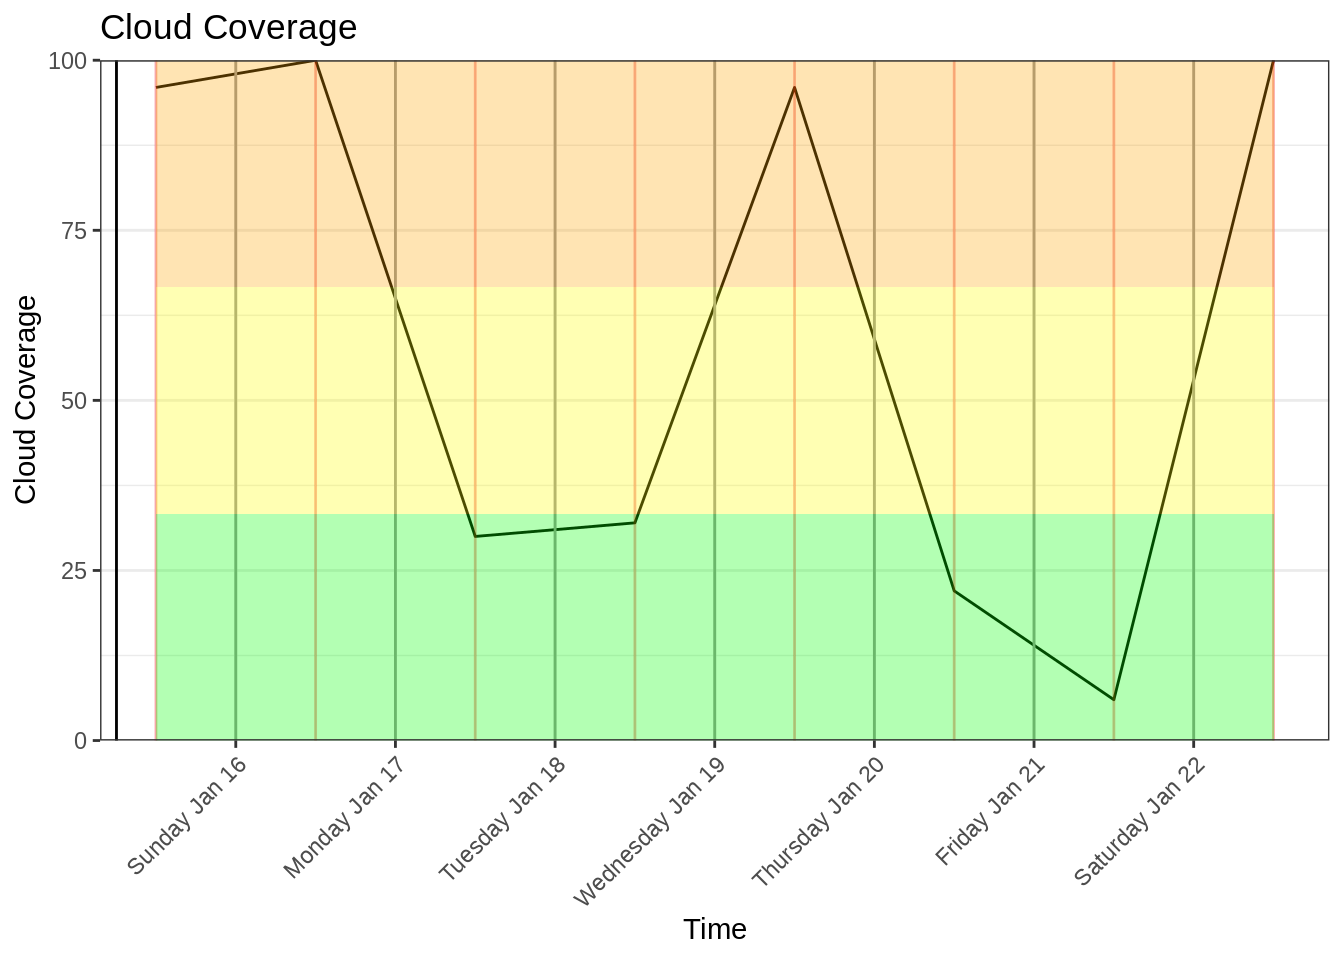 Cloud Coverage
100
75
50
25
0
Cloud Coverage
Sunday Jan 16
Monday Jan 17
Tuesday Jan 18
Wednesday Jan 19
Thursday Jan 20
Friday Jan 21
Saturday Jan 22
Time